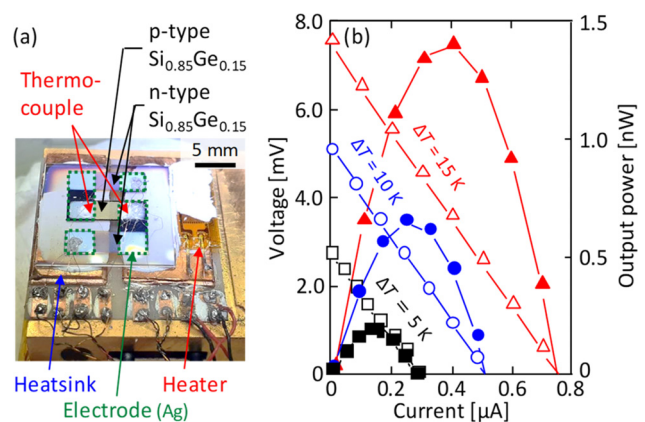 (a)
p-type
Si0.85Ge0.15
Thermo-
couple
n-type
Si0.85Ge0.15
5 mm
Heatsink
Heater
Electrode (Ag)
(b)
8.0
6.0
4.0
2.0
0
Voltage [mV]
1.5
1.0
0.5
0
Output power [nW]
ΔT = 15 K
ΔT = 10 K
ΔT = 5 K
0 0.2 0.4 0.6 0.8
Current [μA]